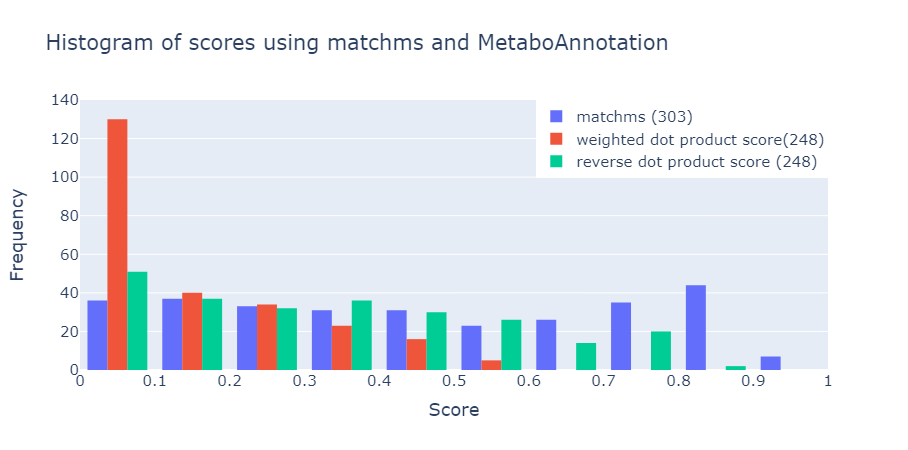 Histogram of scores using matchms and MetaboAnnotation
matchms (303)
weighted dot product score(248)
reverse dot product score (248)
140
120
100
80
60
40
20
0
Frequency
0 0.1 0.2 0.3 0.4 0.5 0.6 0.7 0.8 0.9 1
Score